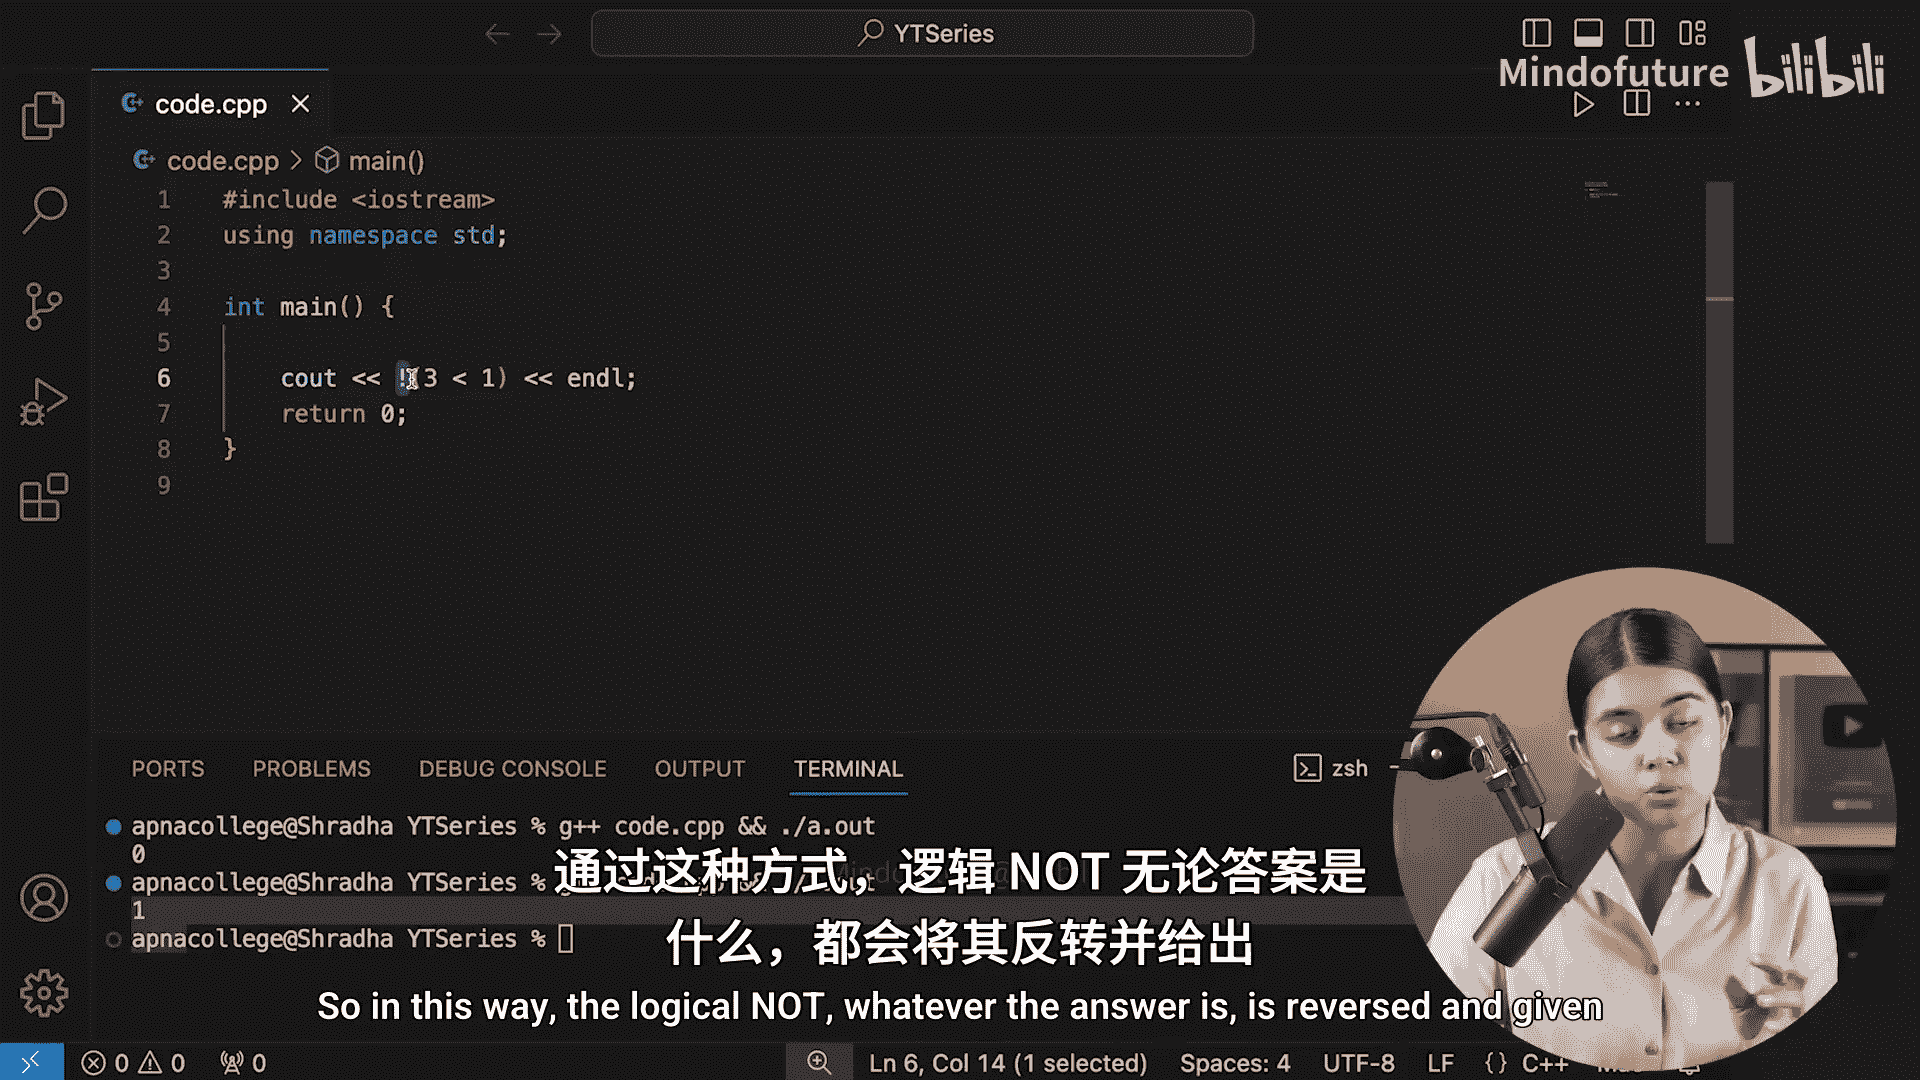 YTSeries
Mindofuture bilibili
code.cpp
code.cpp > main()
1 #include <iostream>
2 using namespace std;
3
4 int main() {
5
6 cout << !(3 < 1) << endl;
7 return 0;
8 }
9
PORTS PROBLEMS DEBUG CONSOLE OUTPUT TERMINAL zsh
apnacollege@Shradha YTSeries % g++ code.cpp && ./a.out
0
apnacollege@Shradha YTSeries %
1
apnacollege@Shradha YTSeries %
通过这种方式，逻辑 NOT 无论答案是
什么，都会将其反转并给出
So in this way, the logical NOT, whatever the answer is, is reversed and given
0 0 0 Ln 6, Col 14 (1 selected) Spaces: 4 UTF-8 LF {} C++